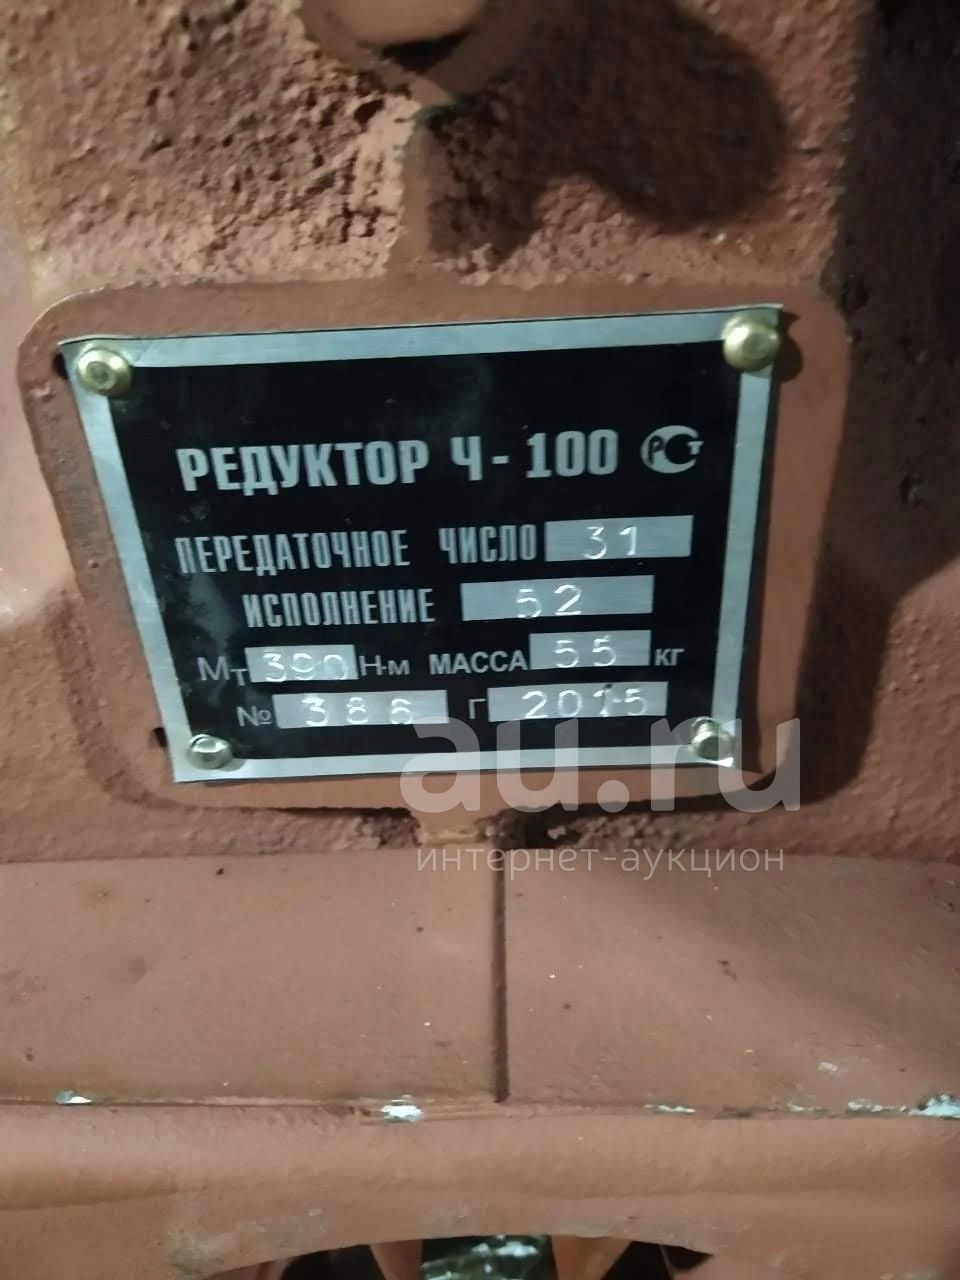 РЕДУКТОР Ч-100 РСТ
ПЕРЕДАТОЧНОЕ ЧИСЛО 31
ИСПОЛНЕНИЕ 52
Мт 390 Н·м МАССА 55 кг
№ 386 Г 2015
au.ru
интернет-аукцион